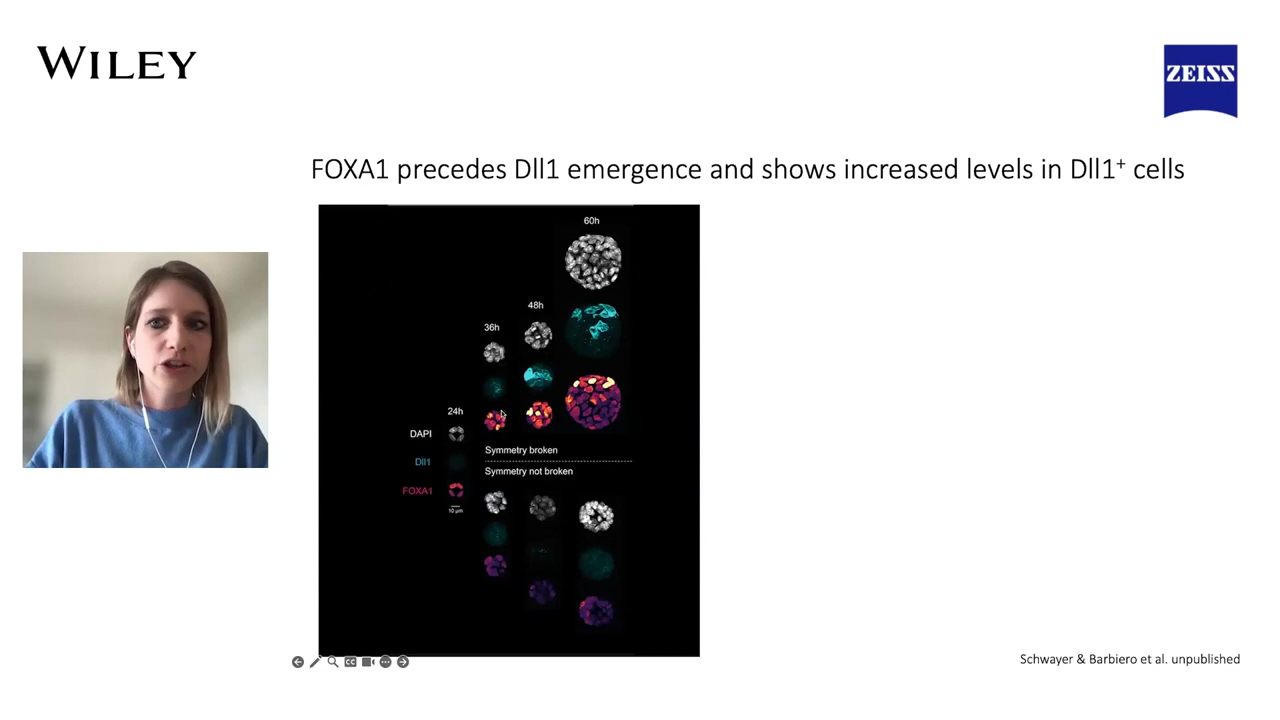 WILEY
ZEISS
FOXA1 precedes Dll1 emergence and shows increased levels in Dll1⁺ cells
60h
48h
36h
24h
DAPI
Dll1
FOXA1
10 µm
Symmetry broken
Symmetry not broken
CC
Schwayer & Barbiero et al. unpublished